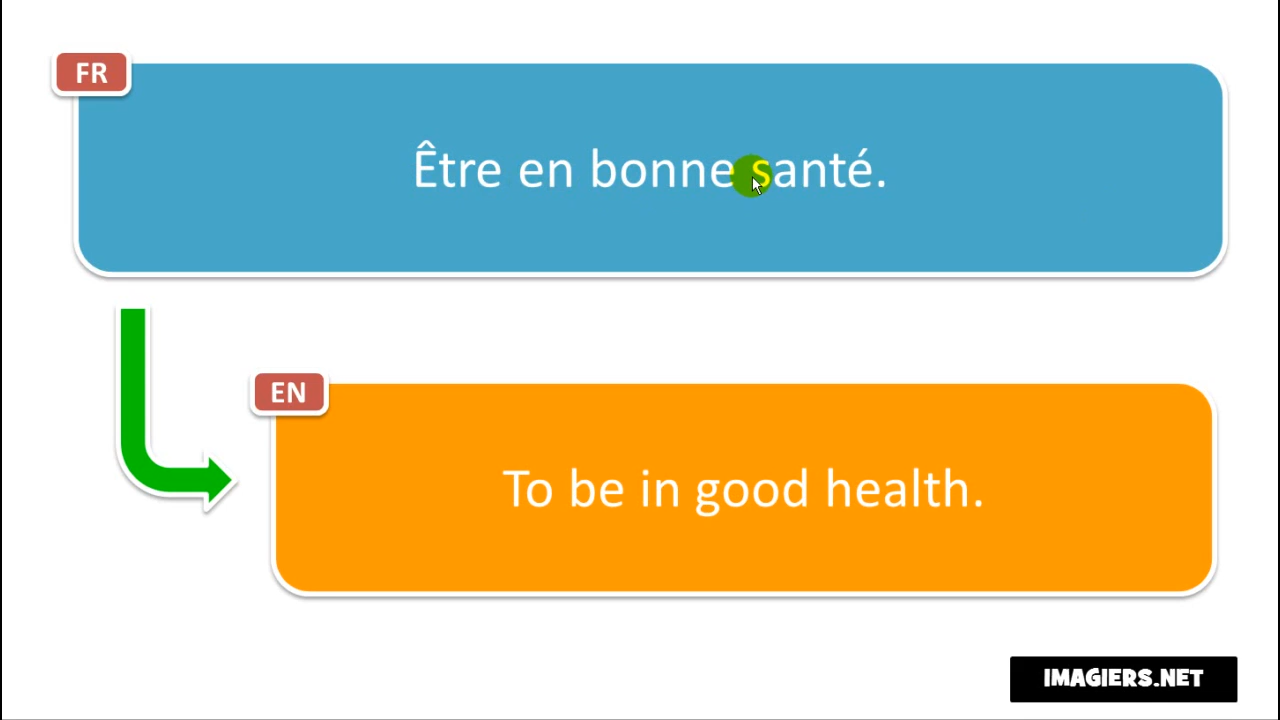 FR
Être en bonne santé.
EN
To be in good health.
IMAGIERS.NET